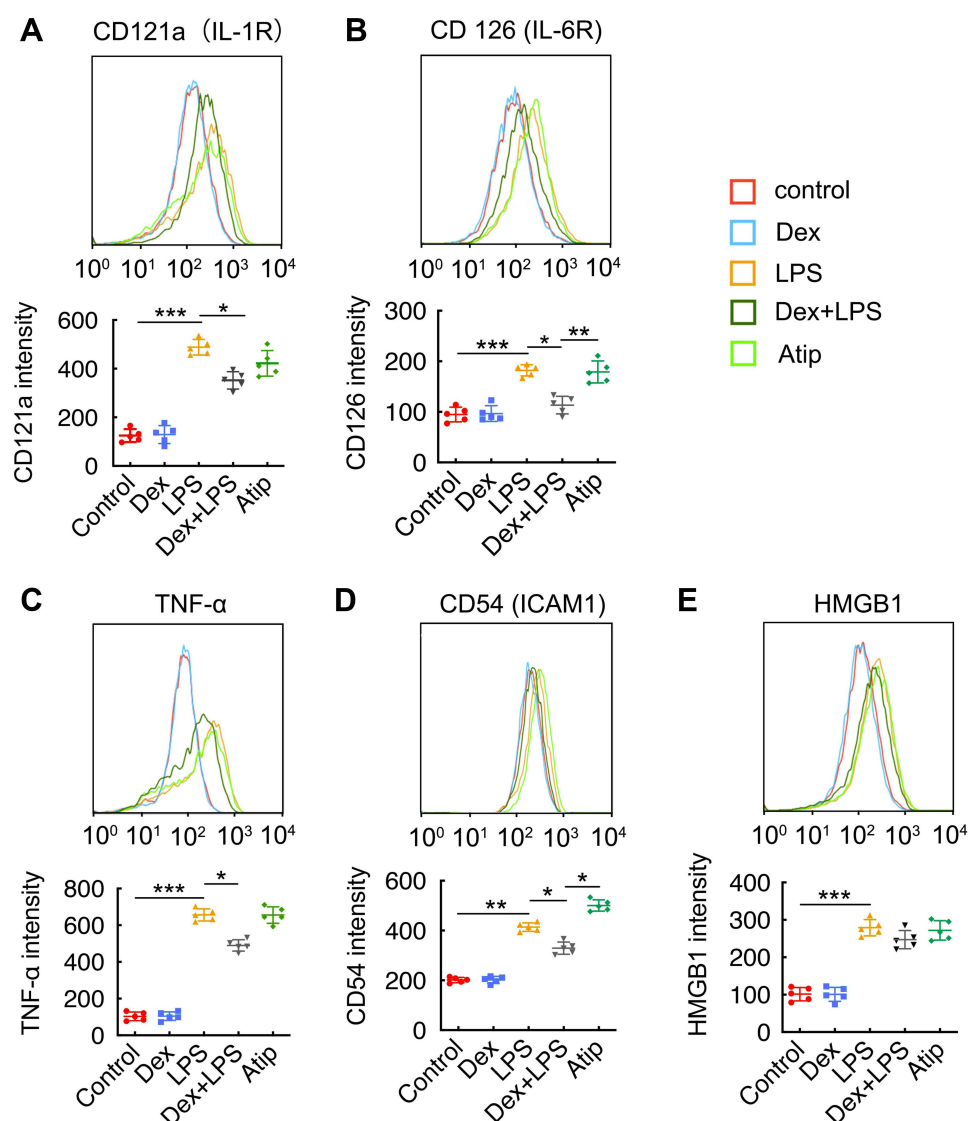 A
CD121a（IL-1R）
10⁰ 10¹ 10² 10³ 10⁴
CD121a intensity
600
400
200
0
***
*
Control
Dex
LPS
Dex+LPS
Atip
B
CD 126 (IL-6R)
10⁰ 10¹ 10² 10³ 10⁴
CD126 intensity
300
200
100
0
***
*
**
Control
Dex
LPS
Dex+LPS
Atip
control
Dex
LPS
Dex+LPS
Atip
C
TNF-α
10⁰ 10¹ 10² 10³ 10⁴
TNF-α intensity
800
600
400
200
0
***
*
Control
Dex
LPS
Dex+LPS
Atip
D
CD54 (ICAM1)
10⁰ 10¹ 10² 10³ 10⁴
CD54 intensity
600
400
200
0
**
*
*
Control
Dex
LPS
Dex+LPS
Atip
E
HMGB1
10⁰ 10¹ 10² 10³ 10⁴
HMGB1 intensity
400
300
200
100
0
***
Control
Dex
LPS
Dex+LPS
Atip